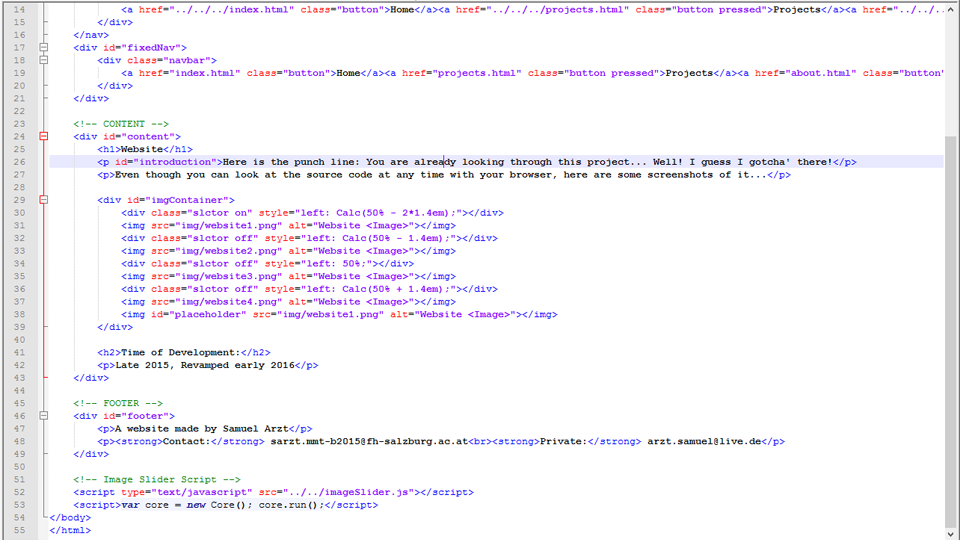 14 <a href="../../../index.html" class="button">Home</a><a href="../../../projects.html" class="button pressed">Projects</a><a href="../../..
15 </div>
16 </nav>
17 <div id="fixedNav">
18 <div class="navbar">
19 <a href="index.html" class="button">Home</a><a href="projects.html" class="button pressed">Projects</a><a href="about.html" class="button"
20 </div>
21 </div>
22
23 <!-- CONTENT -->
24 <div id="content">
25 <h1>Website</h1>
26 <p id="introduction">Here is the punch line: You are already looking through this project... Well! I guess I gotcha' there!</p>
27 <p>Even though you can look at the source code at any time with your browser, here are some screenshots of it...</p>
28
29 <div id="imgContainer">
30 <div class="slctor on" style="left: Calc(50% - 2*1.4em);"></div>
31 <img src="img/website1.png" alt="Website <Image>"></img>
32 <div class="slctor off" style="left: Calc(50% - 1.4em);"></div>
33 <img src="img/website2.png" alt="Website <Image>"></img>
34 <div class="slctor off" style="left: 50%;"></div>
35 <img src="img/website3.png" alt="Website <Image>"></img>
36 <div class="slctor off" style="left: Calc(50% + 1.4em);"></div>
37 <img src="img/website4.png" alt="Website <Image>"></img>
38 <img id="placeholder" src="img/website1.png" alt="Website <Image>"></img>
39 </div>
40
41 <h2>Time of Development:</h2>
42 <p>Late 2015, Revamped early 2016</p>
43 </div>
44
45 <!-- FOOTER -->
46 <div id="footer">
47 <p>A website made by Samuel Arzt</p>
48 <p><strong>Contact:</strong> sarzt.mmt-b2015@fh-salzburg.ac.at<br><strong>Private:</strong> arzt.samuel@live.de</p>
49 </div>
50
51 <!-- Image Slider Script -->
52 <script type="text/javascript" src="../../imageSlider.js"></script>
53 <script>var core = new Core(); core.run();</script>
54 </body>
55 </html>